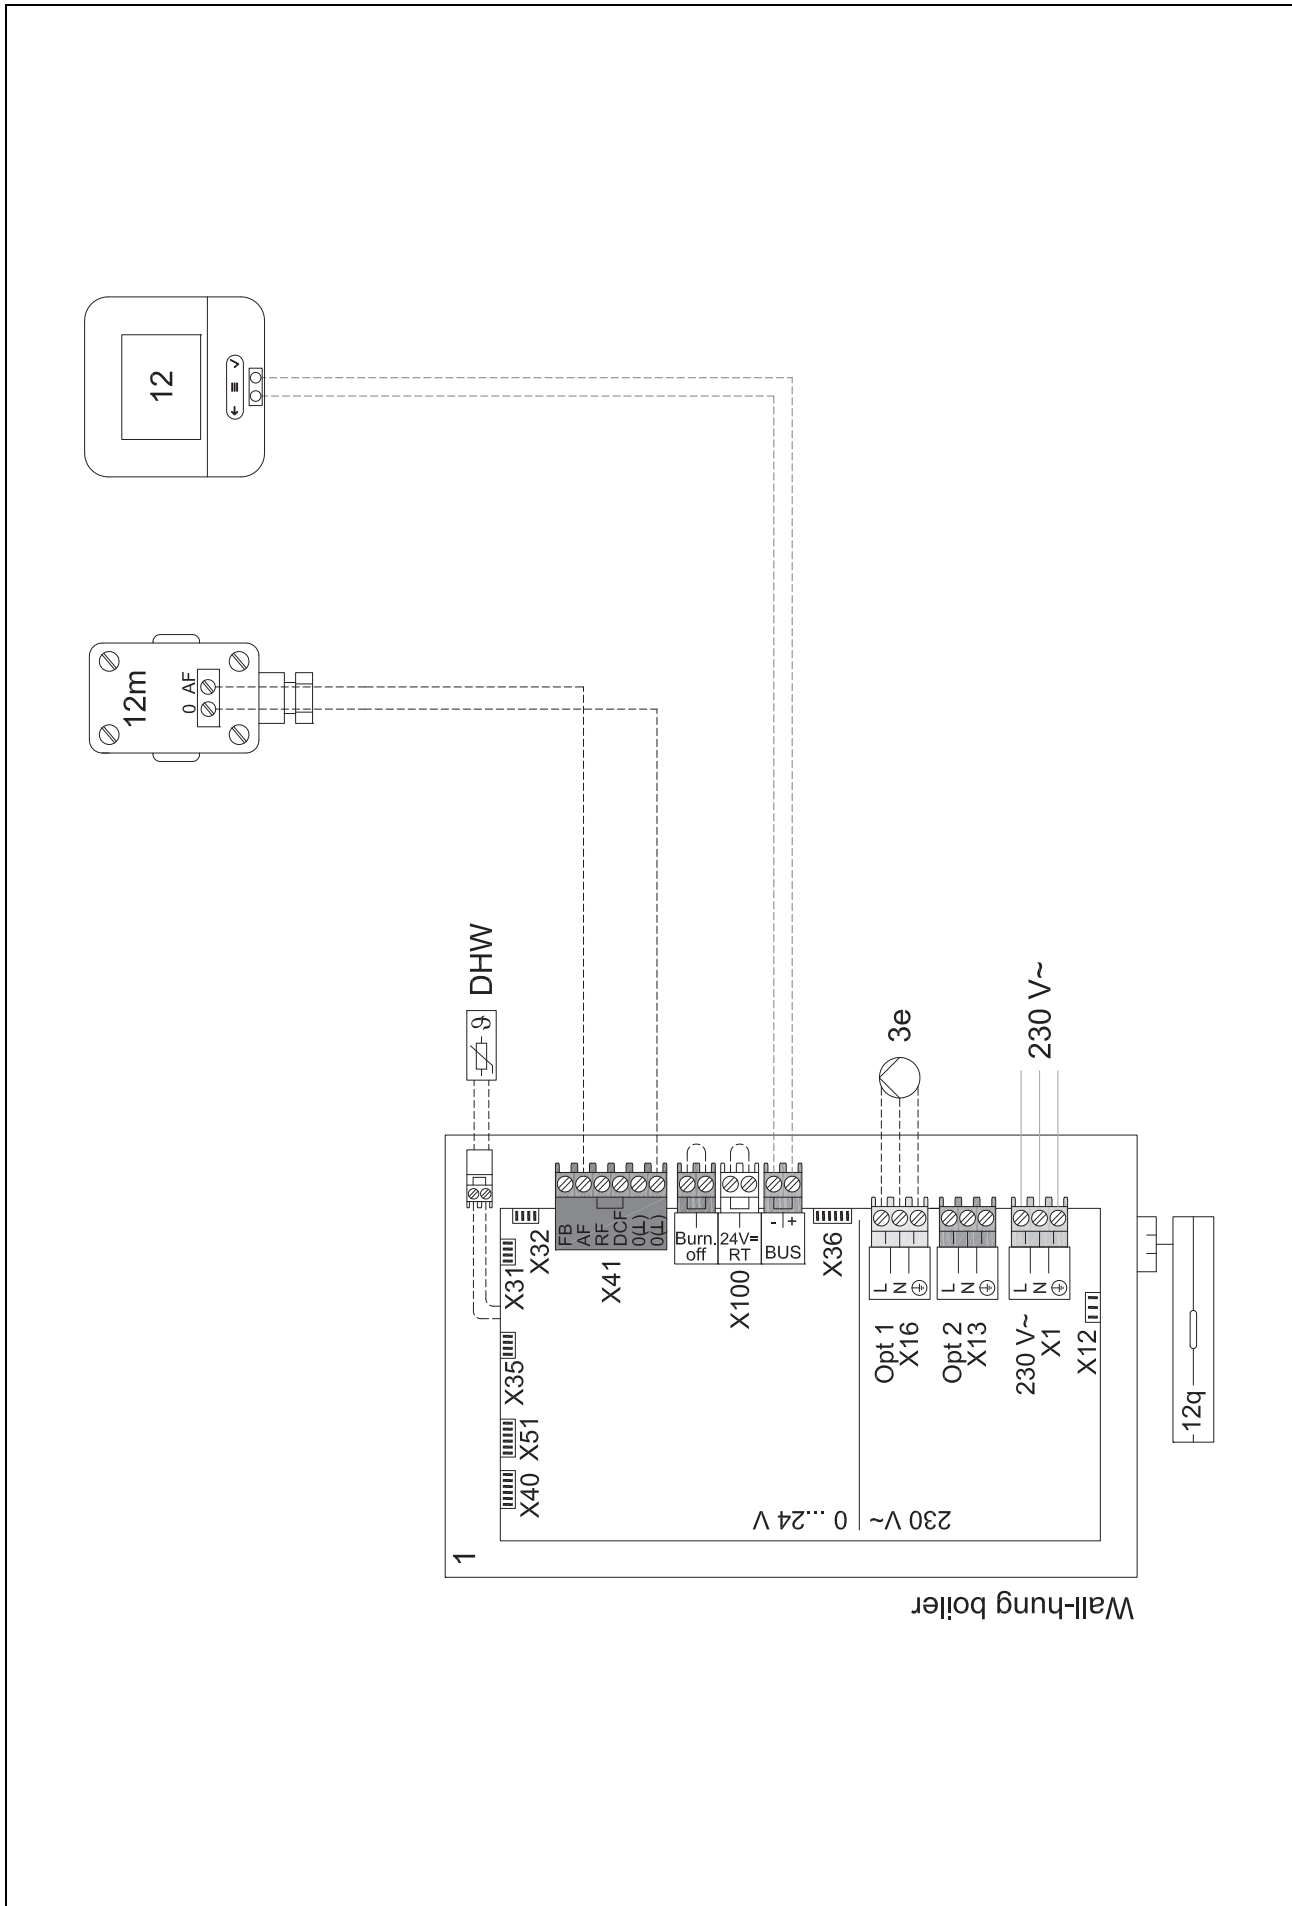 12
12m
0 AF
DHW
ϑ
X32
X31
X35
X51
X40
FB
AF
RF
DCF
0(⊥)
0(⊥)
X41
Burn.
off
24V=
RT
X100
- +
BUS
X36
3e
L
N
Opt 1
X16
L
N
Opt 2
X13
230 V~
L
N
230 V~
X1
X12
12q
230 V~ | 0 ...24 V
1
Wall-hung boiler